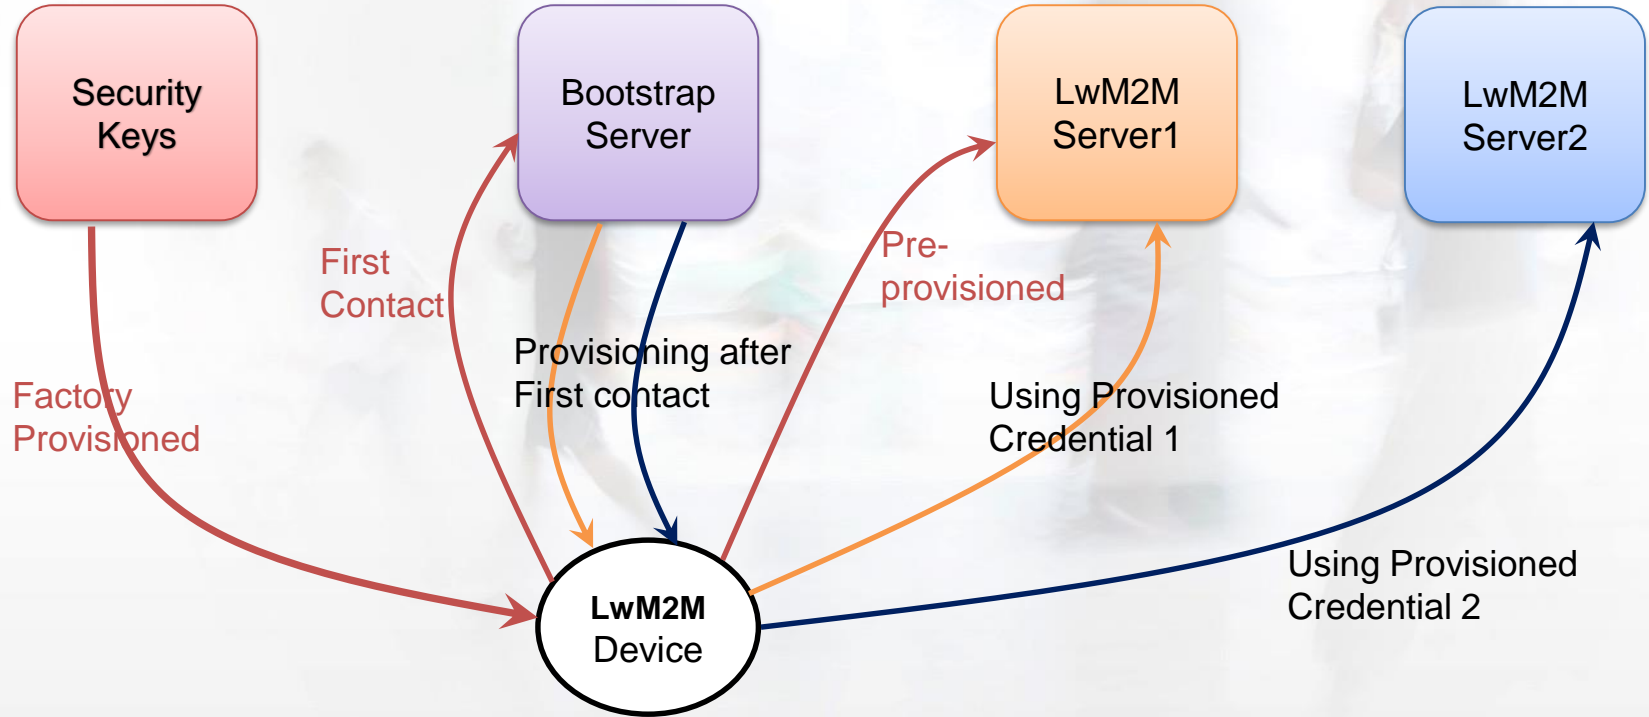 Security
Keys
Bootstrap
Server
LwM2M
Server1
LwM2M
Server2
First
Contact
Pre-
provisioned
Provisioning after
First contact
Factory
Provisioned
Using Provisioned
Credential 1
Using Provisioned
Credential 2
LwM2M
Device